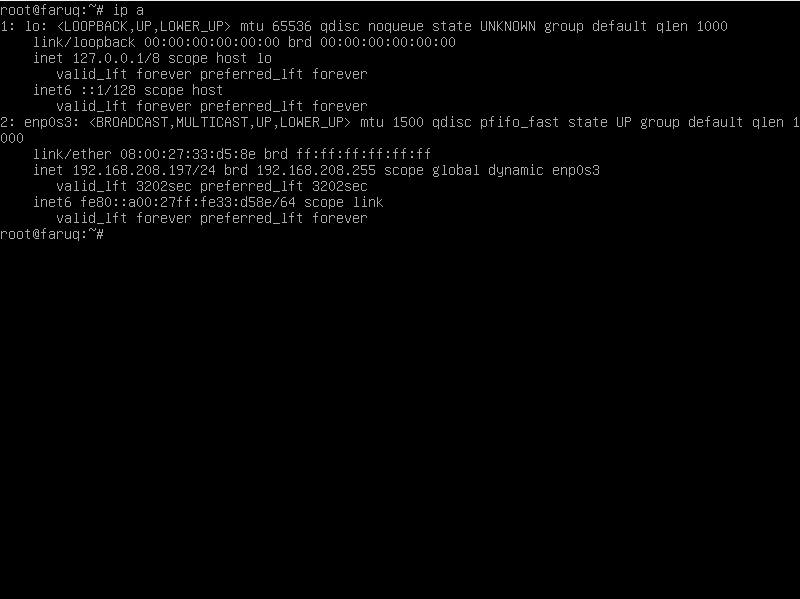 root@faruq:~# ip a
1: lo: <LOOPBACK,UP,LOWER_UP> mtu 65536 qdisc noqueue state UNKNOWN group default qlen 1000
    link/loopback 00:00:00:00:00:00 brd 00:00:00:00:00:00
    inet 127.0.0.1/8 scope host lo
       valid_lft forever preferred_lft forever
    inet6 ::1/128 scope host
       valid_lft forever preferred_lft forever
2: enp0s3: <BROADCAST,MULTICAST,UP,LOWER_UP> mtu 1500 qdisc pfifo_fast state UP group default qlen 1
000
    link/ether 08:00:27:33:d5:8e brd ff:ff:ff:ff:ff:ff
    inet 192.168.208.197/24 brd 192.168.208.255 scope global dynamic enp0s3
       valid_lft 3202sec preferred_lft 3202sec
    inet6 fe80::a00:27ff:fe33:d58e/64 scope link
       valid_lft forever preferred_lft forever
root@faruq:~#